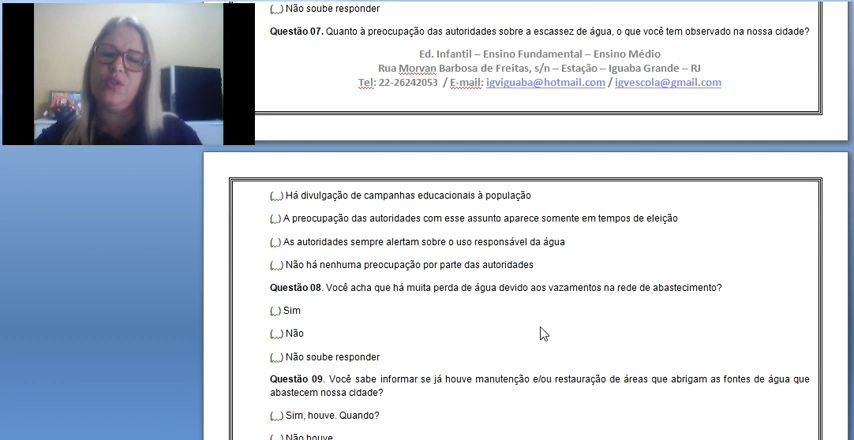 (__) Não soube responder
Questão 07. Quanto à preocupação das autoridades sobre a escassez de água, o que você tem observado na nossa cidade?
Ed. Infantil – Ensino Fundamental – Ensino Médio
Rua Morvan Barbosa de Freitas, s/n – Estação – Iguaba Grande – RJ
Tel: 22-26242053 / E-mail: igviguaba@hotmail.com / igvescola@gmail.com
(__) Há divulgação de campanhas educacionais à população
(__) A preocupação das autoridades com esse assunto aparece somente em tempos de eleição
(__) As autoridades sempre alertam sobre o uso responsável da água
(__) Não há nenhuma preocupação por parte das autoridades
Questão 08. Você acha que há muita perda de água devido aos vazamentos na rede de abastecimento?
(__) Sim
(__) Não
(__) Não soube responder
Questão 09. Você sabe informar se já houve manutenção e/ou restauração de áreas que abrigam as fontes de água que
abastecem nossa cidade?
(__) Sim, houve. Quando?
(__) Não houve